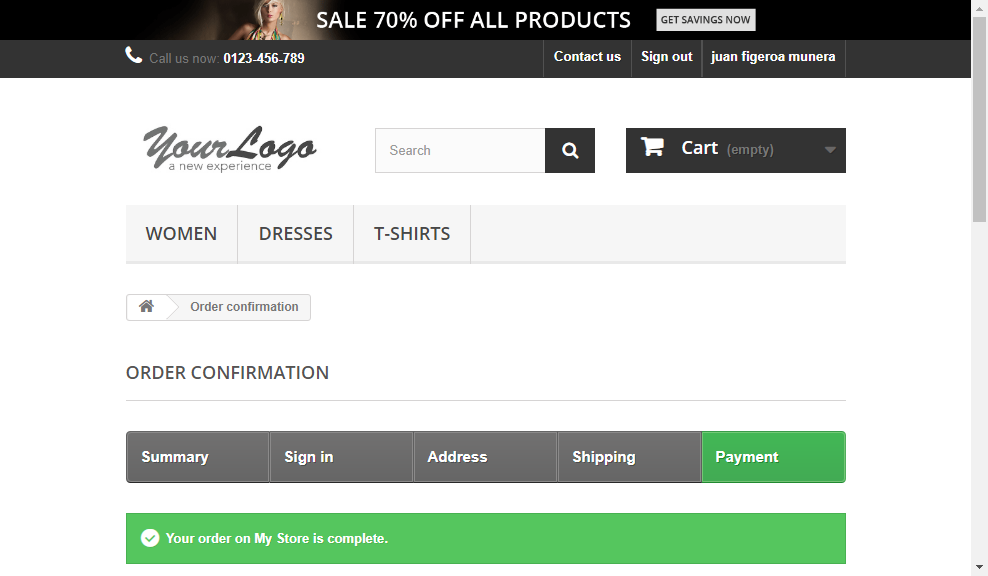 SALE 70% OFF ALL PRODUCTS GET SAVINGS NOW
Call us now: 0123-456-789 Contact us Sign out juan figeroa munera
YourLogo
a new experience
Search
Cart (empty)
WOMEN DRESSES T-SHIRTS
Order confirmation
ORDER CONFIRMATION
Summary Sign in Address Shipping Payment
Your order on My Store is complete.